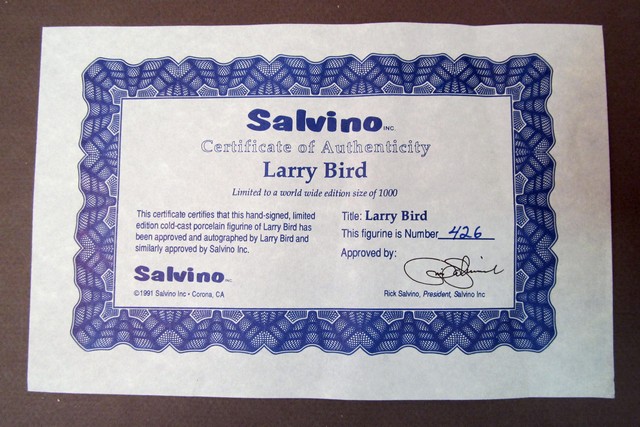 Salvino INC.
Certificate of Authenticity
Larry Bird
Limited to a world wide edition size of 1000
This certificate certifies that this hand-signed, limited
edition cold-cast porcelain figurine of Larry Bird has
been approved and autographed by Larry Bird and
similarly approved by Salvino Inc.
Salvino INC.
©1991 Salvino Inc • Corona, CA
Title: Larry Bird
This figurine is Number 426
Approved by:
Rick Salvino, President, Salvino Inc